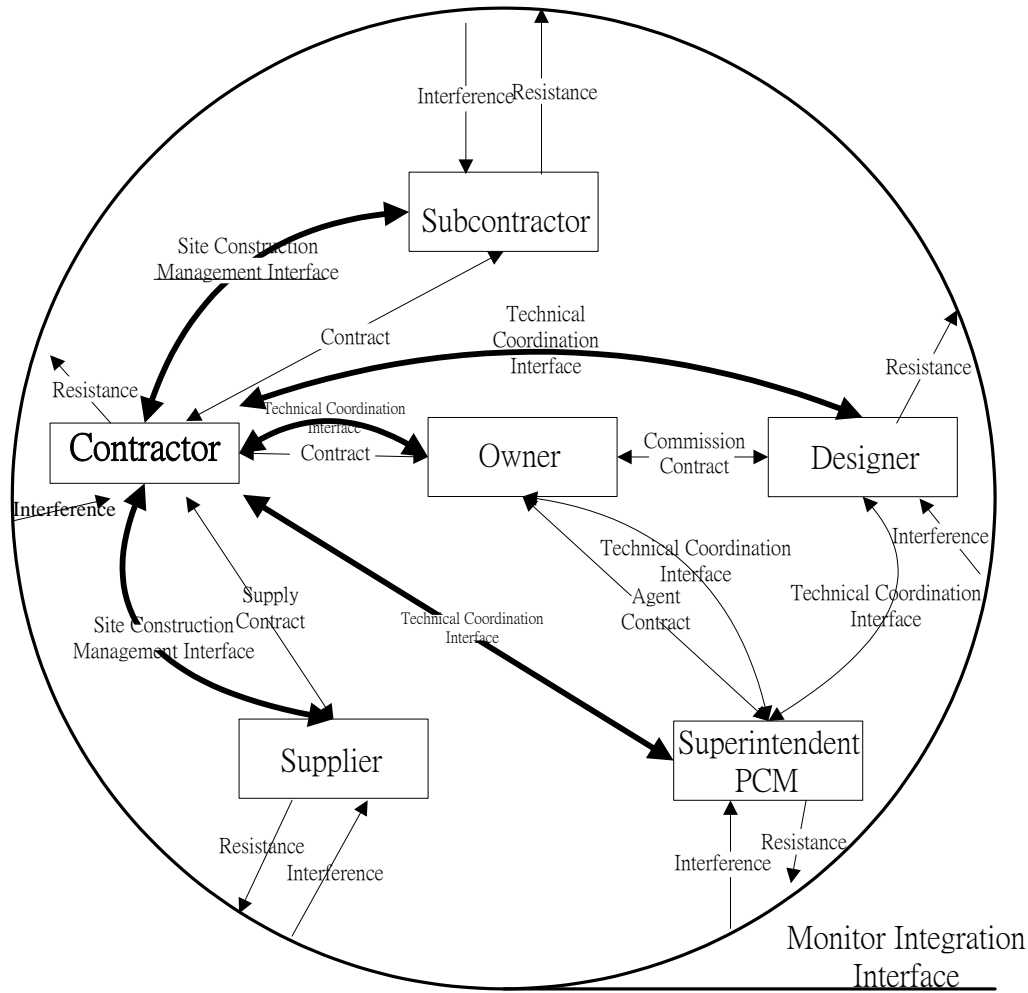 Interference
Resistance
Subcontractor
Site Construction
Management Interface
Technical
Coordination
Interface
Contract
Resistance
Resistance
Technical Coordination
Interface
Contractor
Contract
Owner
Commission
Contract
Designer
Interference
Interference
Technical Coordination
Interface
Supply
Contract
Agent
Contract
Technical Coordination
Interface
Technical Coordination
Interface
Site Construction
Management Interface
Supplier
Superintendent
PCM
Resistance
Interference
Resistance
Interference
Monitor Integration
Interface